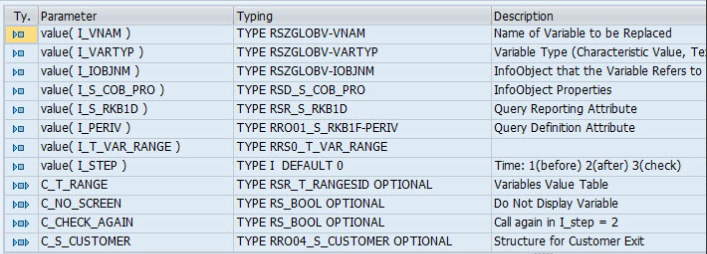 Ty. Parameter Typing Description
value( I_VNAM ) TYPE RSZGLOBV-VNAM Name of Variable to be Replaced
value( I_VARTYP ) TYPE RSZGLOBV-VARTYP Variable Type (Characteristic Value, Te
value( I_IOBJNM ) TYPE RSZGLOBV-IOBJNM InfoObject that the Variable Refers to
value( I_S_COB_PRO ) TYPE RSD_S_COB_PRO InfoObject Properties
value( I_S_RKB1D ) TYPE RSR_S_RKB1D Query Reporting Attribute
value( I_PERIV ) TYPE RRO01_S_RKB1F-PERIV Query Definition Attribute
value( I_T_VAR_RANGE ) TYPE RRS0_T_VAR_RANGE
value( I_STEP ) TYPE I DEFAULT 0 Time: 1(before) 2(after) 3(check)
C_T_RANGE TYPE RSR_T_RANGESID OPTIONAL Variables Value Table
C_NO_SCREEN TYPE RS_BOOL OPTIONAL Do Not Display Variable
C_CHECK_AGAIN TYPE RS_BOOL OPTIONAL Call again in I_step = 2
C_S_CUSTOMER TYPE RRO04_S_CUSTOMER OPTIONAL Structure for Customer Exit